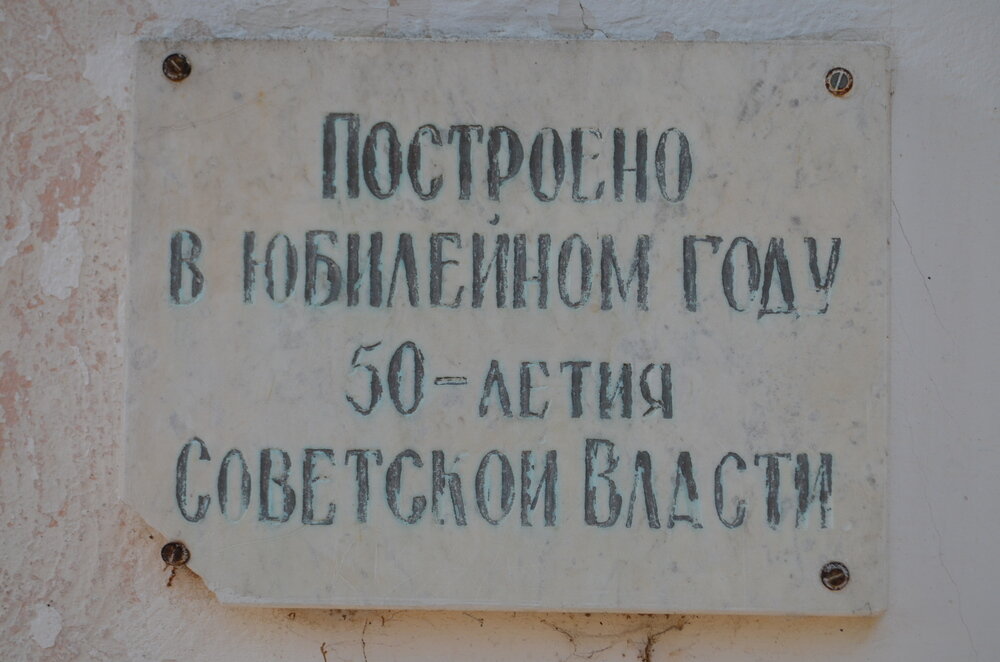 Построено
в юбилейном году
50-летия
Советской Власти